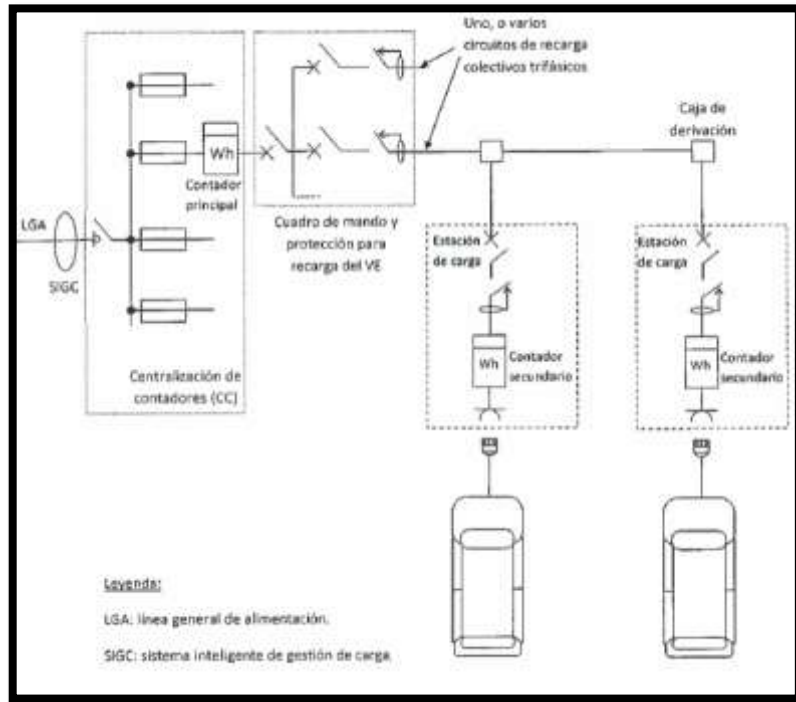 Uno, o varios
circuitos de recarga
colectivos trifásicos
Caja de
derivación
Wh
Contador
principal
LGA
SIGC
Cuadro de mando y
protección para
recarga del VE
Centralización de
contadores (CC)
Estación
de carga
Wh
Contador
secundario
Estación
de carga
Wh
Contador
secundario
Leyenda:
LGA: línea general de alimentación.
SIGC: sistema inteligente de gestión de carga.